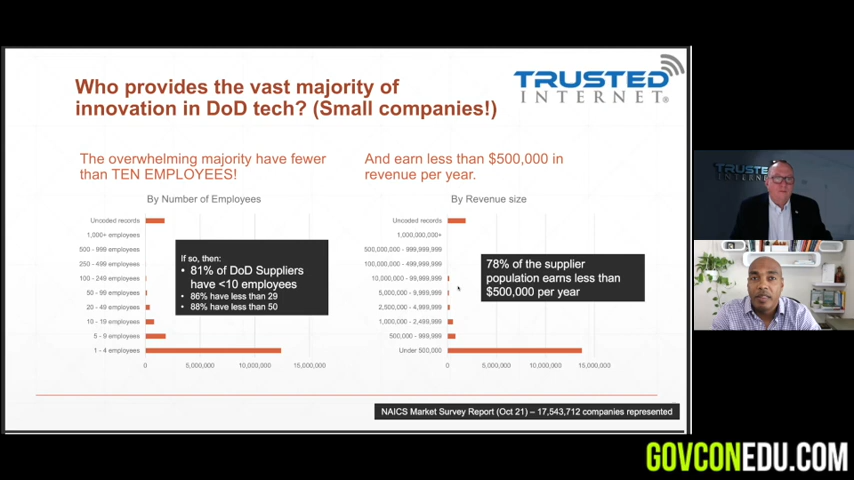 Who provides the vast majority of
innovation in DoD tech? (Small companies!)
TRUSTED
INTERNET®
The overwhelming majority have fewer
than TEN EMPLOYEES!
And earn less than $500,000 in
revenue per year.
By Number of Employees
Uncoded records
1,000+ employees
500 - 999 employees
250 - 499 employees
100 - 249 employees
50 - 99 employees
20 - 49 employees
10 - 19 employees
5 - 9 employees
1 - 4 employees
0
5,000,000
10,000,000
15,000,000
If so, then:
• 81% of DoD Suppliers
have <10 employees
• 86% have less than 29
• 88% have less than 50
By Revenue size
Uncoded records
1,000,000,000+
500,000,000 - 999,999,999
100,000,000 - 499,999,999
10,000,000 - 99,999,999
5,000,000 - 9,999,999
2,500,000 - 4,999,999
1,000,000 - 2,499,999
500,000 - 999,999
Under 500,000
0
5,000,000
10,000,000
15,000,000
78% of the supplier
population earns less than
$500,000 per year
NAICS Market Survey Report (Oct 21) – 17,543,712 companies represented
TRUSTED
INTERNET
GOVCONEDU.COM